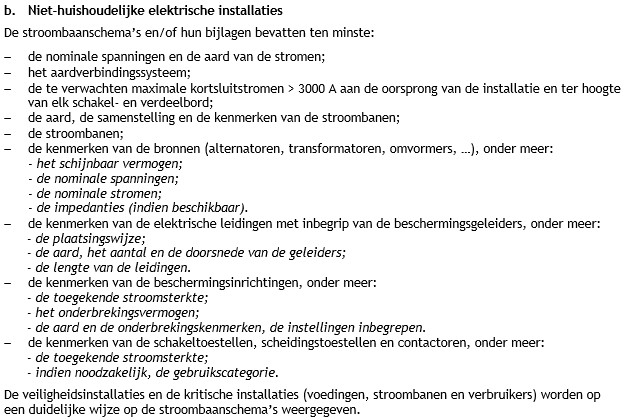 b. Niet-huishoudelijke elektrische installaties
De stroombaanschema’s en/of hun bijlagen bevatten ten minste:
– de nominale spanningen en de aard van de stromen;
– het aardverbindingssysteem;
– de te verwachten maximale kortsluitstromen > 3000 A aan de oorsprong van de installatie en ter hoogte
van elk schakel- en verdeelbord;
– de aard, de samenstelling en de kenmerken van de stroombanen;
– de stroombanen;
– de kenmerken van de bronnen (alternatoren, transformatoren, omvormers, …), onder meer:
- het schijnbaar vermogen;
- de nominale spanningen;
- de nominale stromen;
- de impedanties (indien beschikbaar).
– de kenmerken van de elektrische leidingen met inbegrip van de beschermingsgeleiders, onder meer:
- de plaatsingswijze;
- de aard, het aantal en de doorsnede van de geleiders;
- de lengte van de leidingen.
– de kenmerken van de beschermingsinrichtingen, onder meer:
- de toegekende stroomsterkte;
- het onderbrekingsvermogen;
- de aard en de onderbrekingskenmerken, de instellingen inbegrepen.
– de kenmerken van de schakeltoestellen, scheidingstoestellen en contactoren, onder meer:
- de toegekende stroomsterkte;
- indien noodzakelijk, de gebruikscategorie.
De veiligheidsinstallaties en de kritische installaties (voedingen, stroombanen en verbruikers) worden op
een duidelijke wijze op de stroombaanschema’s weergegeven.